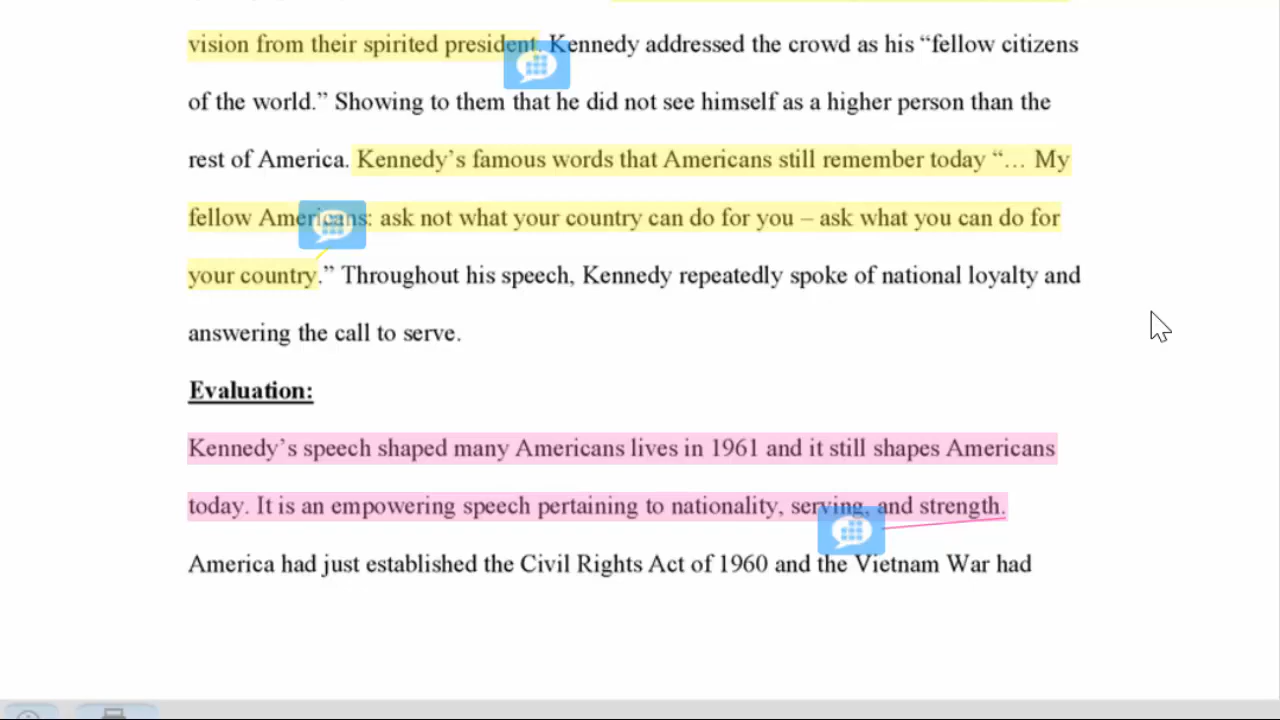 vision from their spirited president. Kennedy addressed the crowd as his “fellow citizens
of the world.” Showing to them that he did not see himself as a higher person than the
rest of America. Kennedy’s famous words that Americans still remember today “… My
fellow Americans: ask not what your country can do for you – ask what you can do for
your country.” Throughout his speech, Kennedy repeatedly spoke of national loyalty and
answering the call to serve.
Evaluation:
Kennedy’s speech shaped many Americans lives in 1961 and it still shapes Americans
today. It is an empowering speech pertaining to nationality, serving, and strength.
America had just established the Civil Rights Act of 1960 and the Vietnam War had